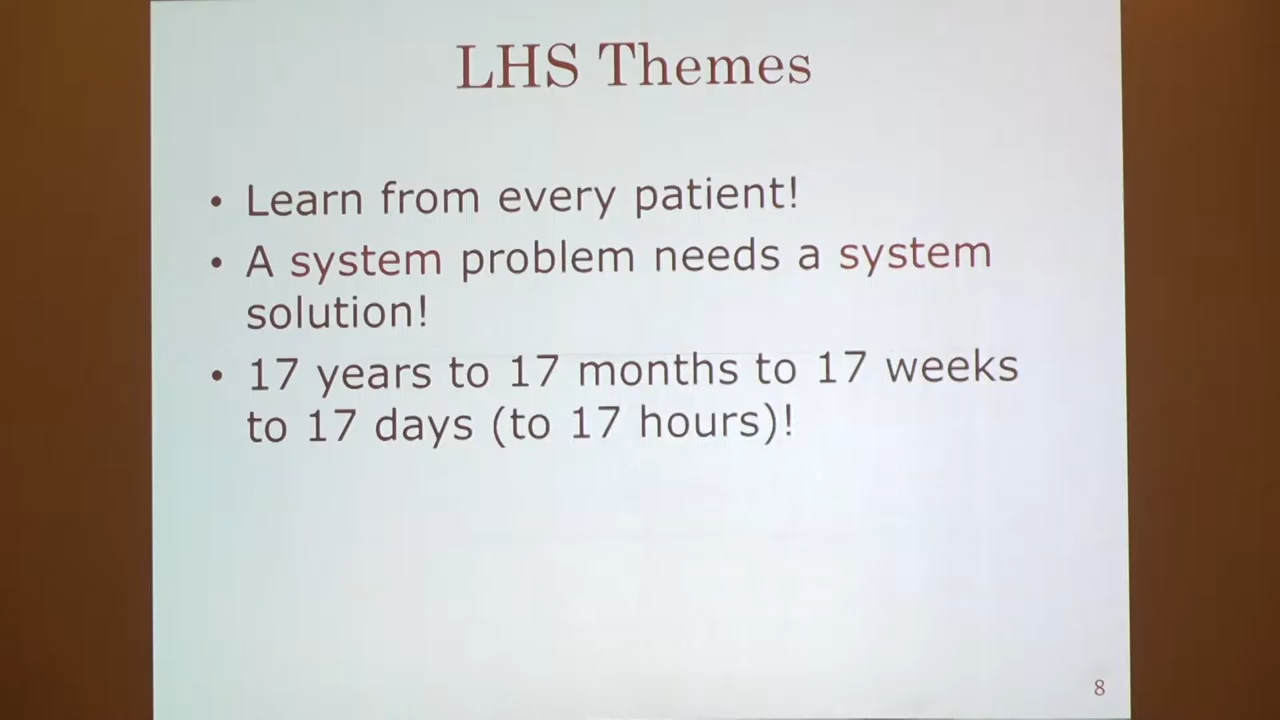 LHS Themes
• Learn from every patient!
• A system problem needs a system
solution!
• 17 years to 17 months to 17 weeks
to 17 days (to 17 hours)!
8